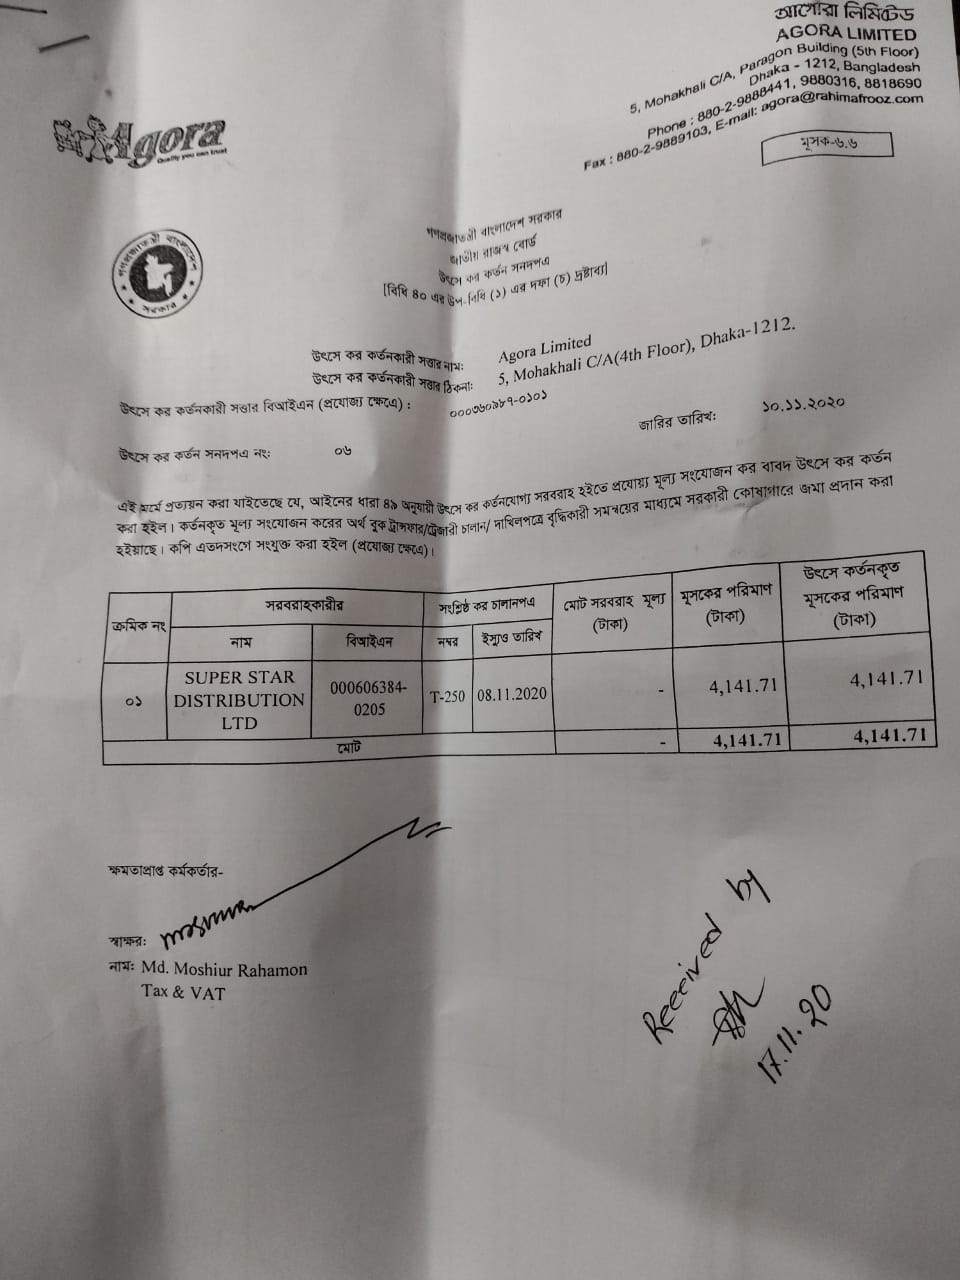 আগোরা লিমিটেড
AGORA LIMITED
5, Mohakhali C/A, Paragon Building (5th Floor)
Dhaka - 1212, Bangladesh
Phone : 880-2-9888441, 9880316, 8818690
Fax : 880-2-9889103, E-mail: agora@rahimafrooz.com
Agora
Quality you can trust
মূসক-৬.৬
গণপ্রজাতন্ত্রী বাংলাদেশ সরকার
গণপ্রজাতন্ত্রী বাংলাদেশ সরকার
জাতীয় রাজস্ব বোর্ড
উৎসে কর কর্তন সনদপত্র
[বিধি ৪০ এর উপ-বিধি (১) এর দফা (চ) দ্রষ্টব্য]
উৎসে কর কর্তনকারী সত্তার নামঃ Agora Limited
উৎসে কর কর্তনকারী সত্তার ঠিকনাঃ 5, Mohakhali C/A(4th Floor), Dhaka-1212.
উৎসে কর কর্তনকারী সত্তার বিআইএন (প্রযোজ্য ক্ষেত্রে) : ০০০৩৬০৯৮৭-০১০১
উৎসে কর কর্তন সনদপত্র নং: ০৬ জারির তারিখঃ ১০.১১.২০২০
এই মর্মে প্রত্যয়ন করা যাইতেছে যে, আইনের ধারা ৪৯ অনুযায়ী উৎসে কর কর্তনযোগ্য সরবরাহ হইতে প্রযোজ্য মূল্য সংযোজন কর বাবদ উৎসে কর কর্তন
করা হইল। কর্তনকৃত মূল্য সংযোজন করের অর্থ বুক ট্রান্সফার/ট্রেজারী চালান/ দাখিলপত্রে বৃদ্ধিকারী সমন্বয়ের মাধ্যমে সরকারী কোষাগারে জমা প্রদান করা
হইয়াছে। কপি এতদসংগে সংযুক্ত করা হইল (প্রযোজ্য ক্ষেত্রে)।
ক্রমিক নং সরবরাহকারীর সংশ্লিষ্ট কর চালানপত্র মোট সরবরাহ মূল্য (টাকা) মূসকের পরিমাণ (টাকা) উৎসে কর্তনকৃত মূসকের পরিমাণ (টাকা)
নাম বিআইএন নম্বর ইস্যুও তারিখ
০১ SUPER STAR DISTRIBUTION LTD 000606384-0205 T-250 08.11.2020 - 4,141.71 4,141.71
মোট - 4,141.71 4,141.71
ক্ষমতাপ্রাপ্ত কর্মকর্তার-
স্বাক্ষর:
নামঃ Md. Moshiur Rahamon
Tax & VAT
Received by
17.11.20